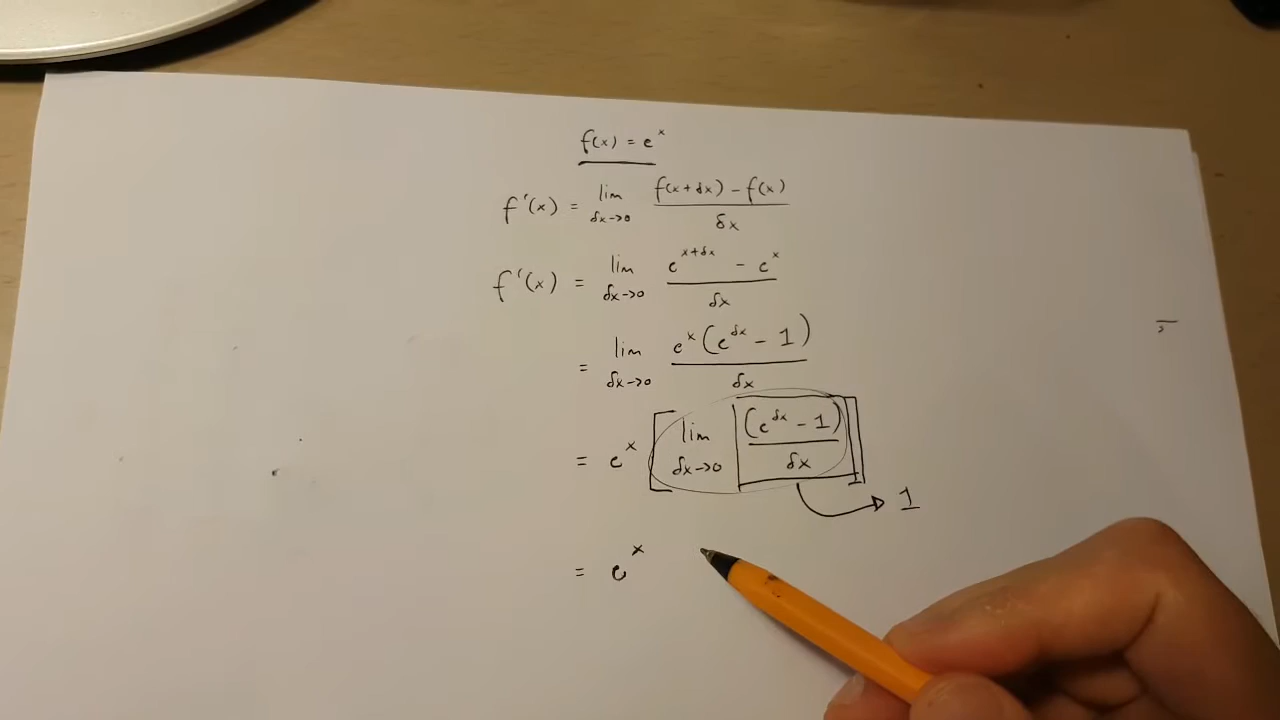 f(x) = e^x
f'(x) = lim δx→0 f(x+δx) – f(x) / δx
f'(x) = lim δx→0 e^(x+δx) – e^x / δx
= lim δx→0 e^x (e^δx – 1) / δx
= e^x [ lim δx→0 (e^δx – 1) / δx ] → 1
= e^x